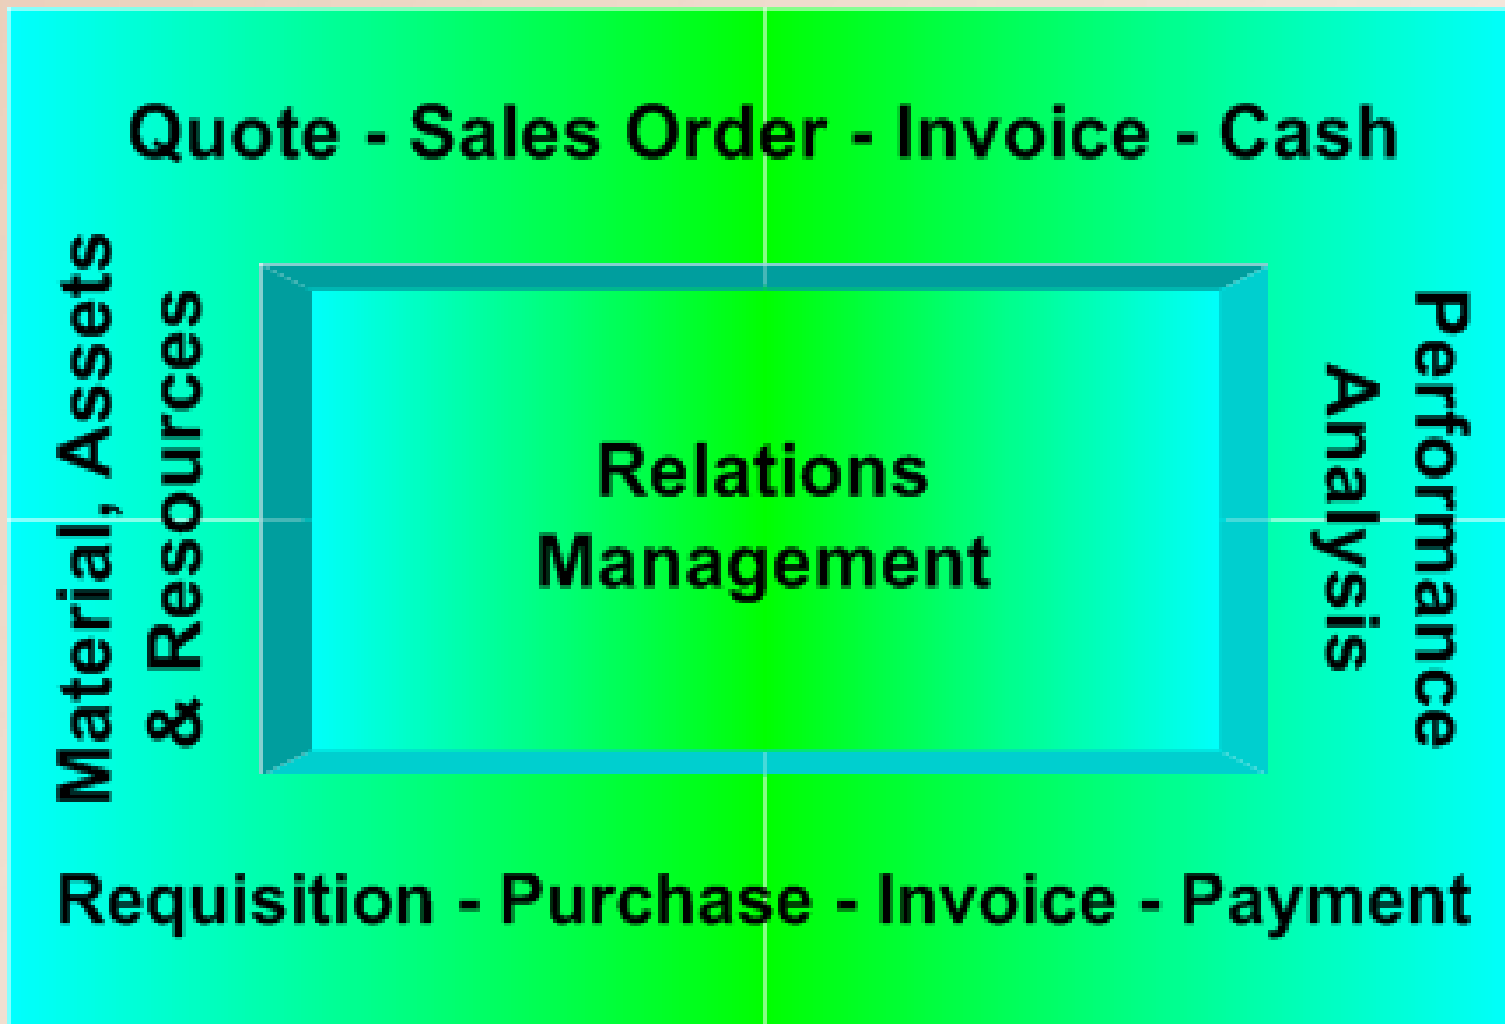 Quote - Sales Order - Invoice - Cash
Material, Assets
& Resources
Relations
Management
Performance
Analysis
Requisition - Purchase - Invoice - Payment